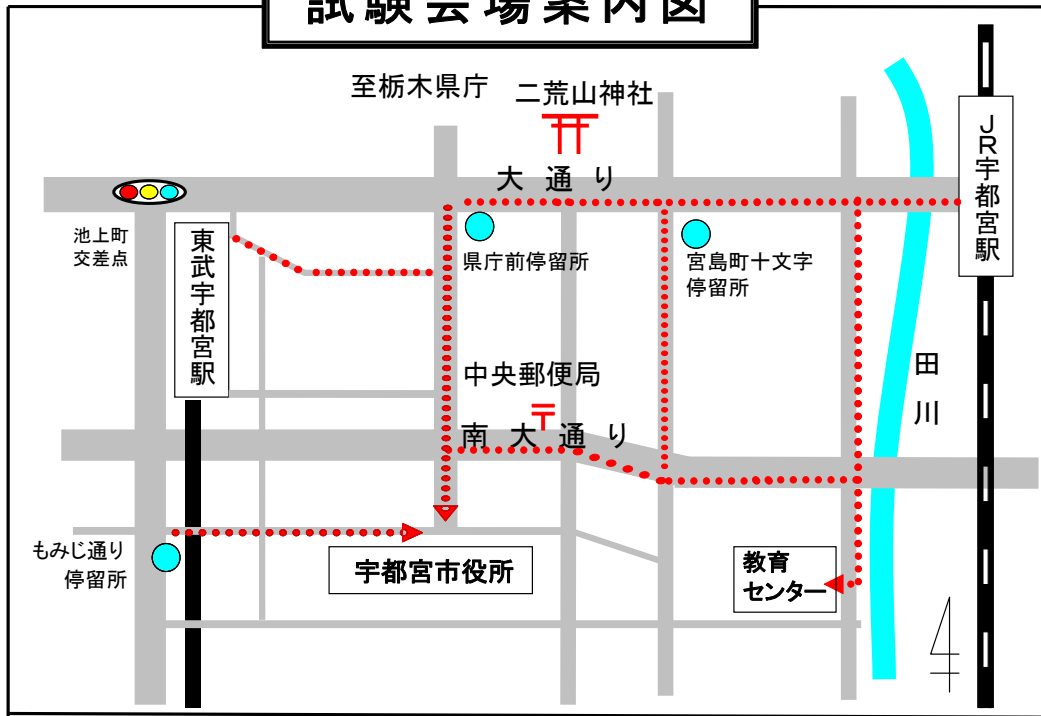 試験会場案内図
至栃木県庁
二荒山神社
大通り
JR宇都宮駅
池上町
交差点
東武宇都宮駅
県庁前停留所
宮島町十文字
停留所
田川
中央郵便局
〒
南大通り
もみじ通り
停留所
宇都宮市役所
教育
センター